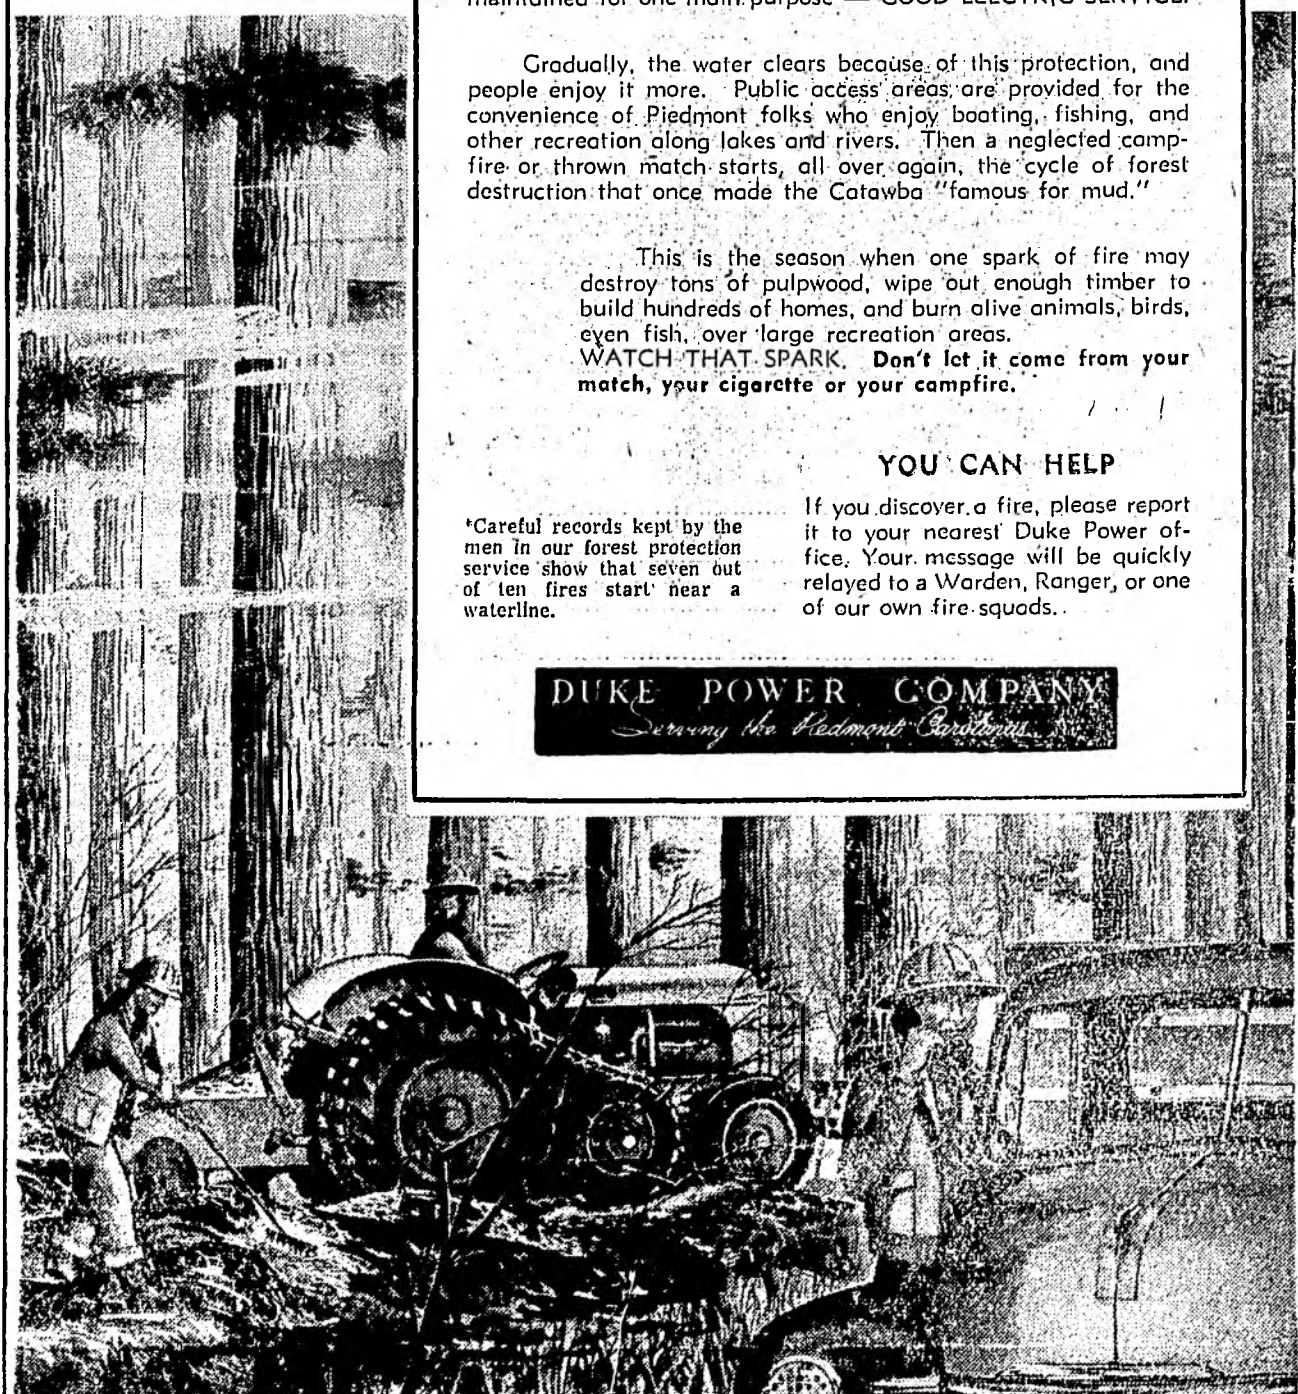 maintained for one main purpose — GOOD ELECTRIC SERVICE.
Gradually, the water clears because of this protection, and
people enjoy it more. Public access areas are provided for the
convenience of Piedmont folks who enjoy boating, fishing, and
other recreation along lakes and rivers. Then a neglected camp-
fire or thrown match starts, all over again, the cycle of forest
destruction that once made the Catawba "famous for mud."
This is the season when one spark of fire may
destroy tons of pulpwood, wipe out enough timber to
build hundreds of homes, and burn alive animals, birds,
even fish, over large recreation areas.
WATCH THAT SPARK. Don't let it come from your
match, your cigarette or your campfire.
YOU CAN HELP
If you discover a fire, please report
it to your nearest Duke Power of-
fice. Your message will be quickly
relayed to a Warden, Ranger, or one
of our own fire squads.
*Careful records kept by the
men in our forest protection
service show that seven out
of ten fires start near a
waterline.
DUKE POWER COMPANY
Serving the Piedmont Carolinas